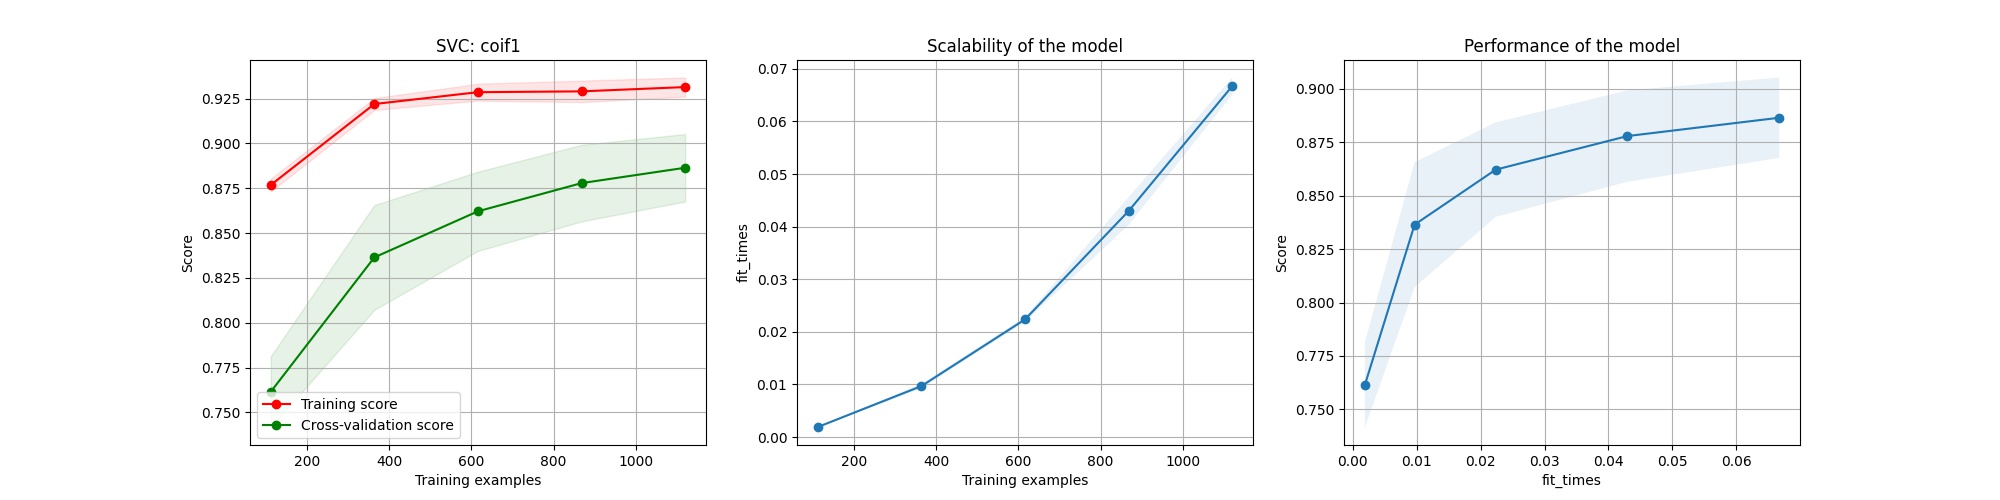 SVC: coif1
0.925
0.900
0.875
0.850
0.825
0.800
0.775
0.750
Score
Training score
Cross-validation score
200 400 600 800 1000
Training examples
Scalability of the model
0.07
0.06
0.05
0.04
0.03
0.02
0.01
0.00
fit_times
200 400 600 800 1000
Training examples
Performance of the model
0.900
0.875
0.850
0.825
0.800
0.775
0.750
Score
0.00 0.01 0.02 0.03 0.04 0.05 0.06
fit_times